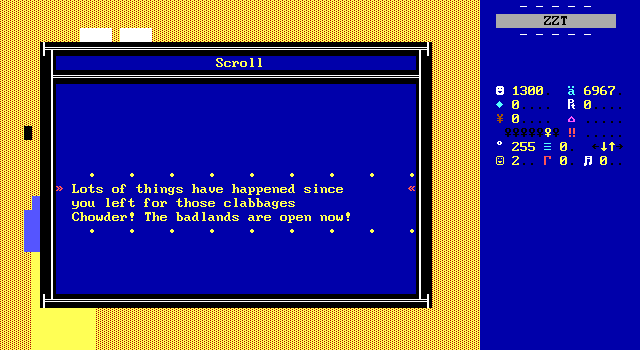 ZZT
Scroll
1300 6967
0 0
0
255 0
2 0 0
» Lots of things have happened since «
you left for those clabbages
Chowder! The badlands are open now!